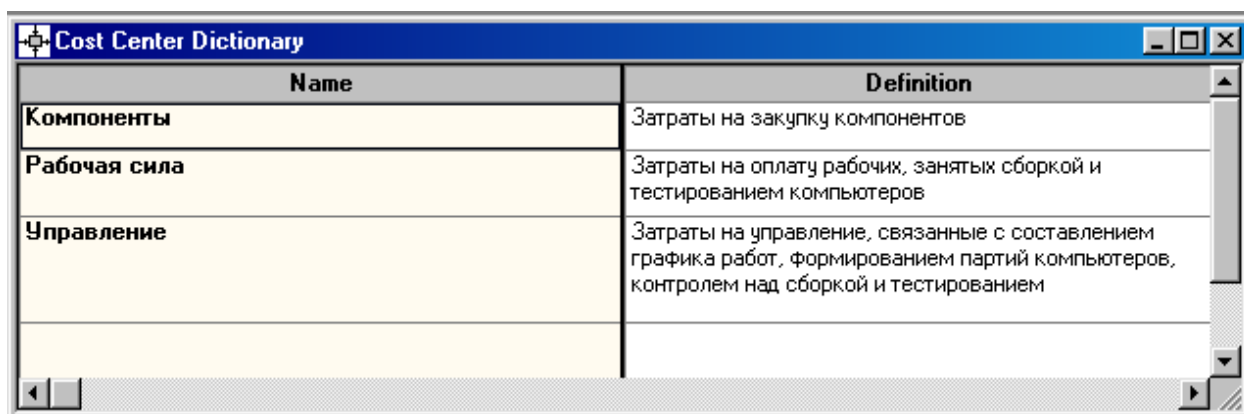 Cost Center Dictionary
Name Definition
Компоненты Затраты на закупку компонентов
Рабочая сила Затраты на оплату рабочих, занятых сборкой и
тестированием компьютеров
Управление Затраты на управление, связанные с составлением
графика работ, формированием партий компьютеров,
контролем над сборкой и тестированием